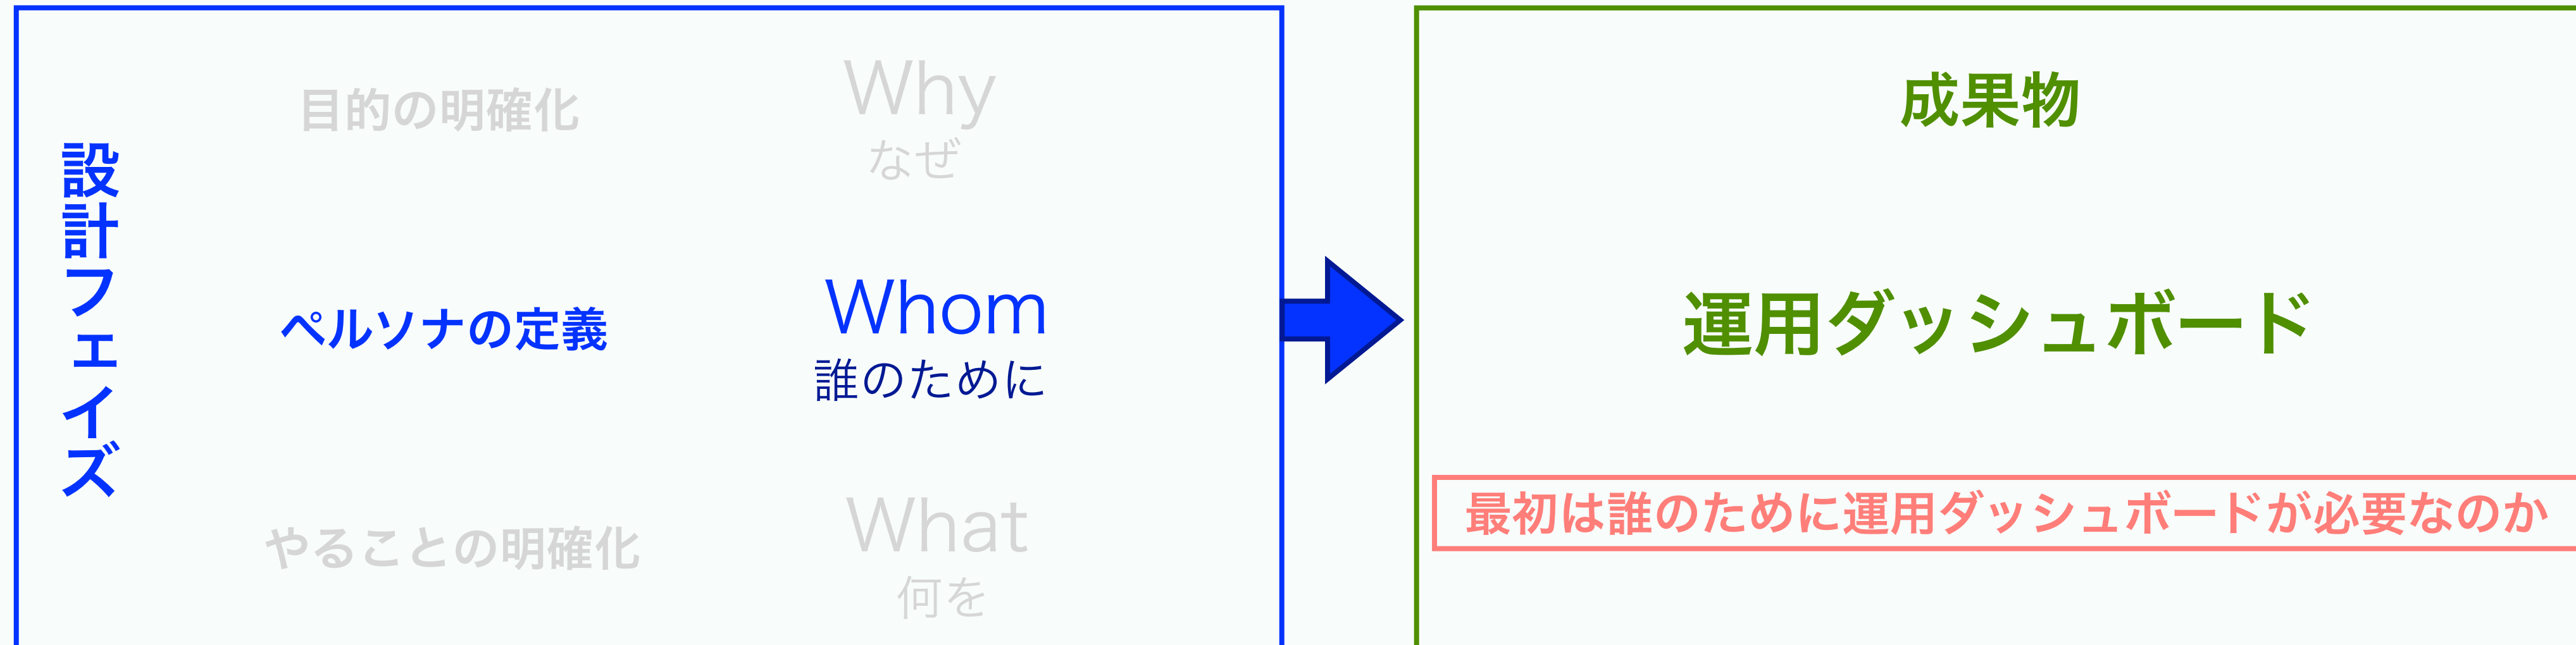 設計フェイズ
目的の明確化
Why
なぜ
ペルソナの定義
Whom
誰のために
やることの明確化
What
何を
成果物
運用ダッシュボード
最初は誰のために運用ダッシュボードが必要なのか